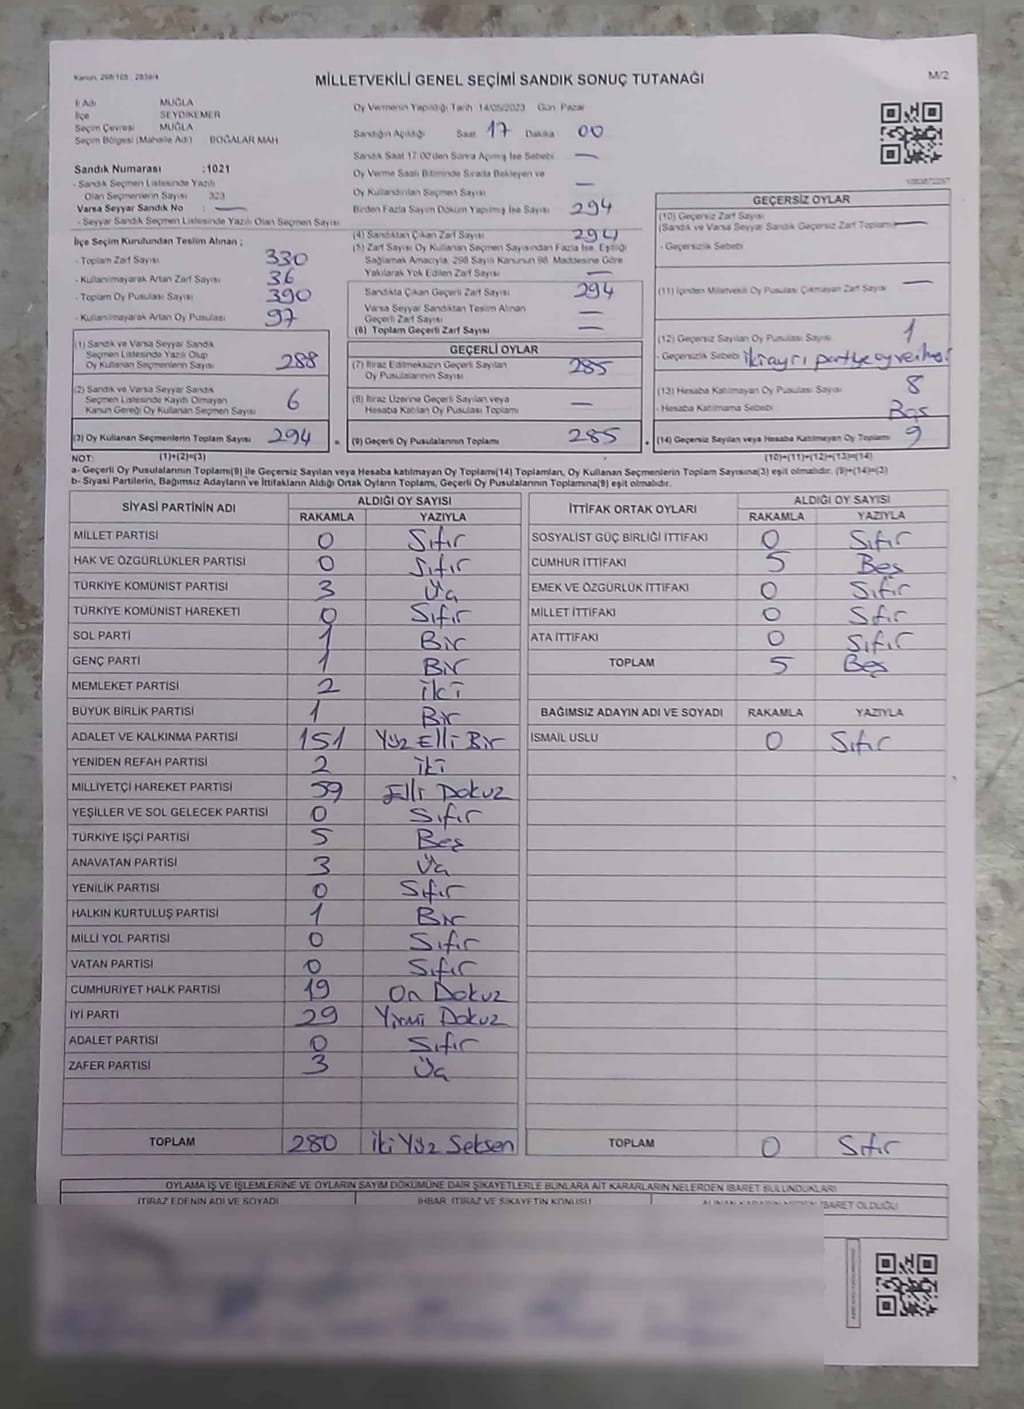 Kanun, 298/105 , 2839/4
MİLLETVEKİLİ GENEL SEÇİMİ SANDIK SONUÇ TUTANAĞI
M/2
İl Adı MUĞLA
İlçe SEYDİKEMER
Seçim Çevresi MUĞLA
Seçim Bölgesi (Mahalle Adı) BOĞALAR MAH
Oy Vermenin Yapıldığı Tarih 14/05/2023 Gün Pazar
Sandığın Açıldığı Saat 17 Dakika 00
Sandık Saat 17:00'den Sonra Açılmış İse Sebebi —
Oy Verme Saati Bitiminde Sırada Bekleyen ve
Oy Kullandırılan Seçmen Sayısı —
Birden Fazla Sayım Döküm Yapılmış İse Sayısı 294
Sandık Numarası :1021
- Sandık Seçmen Listesinde Yazılı
Olan Seçmenlerin Sayısı 323
Varsa Seyyar Sandık No : —
- Seyyar Sandık Seçmen Listesinde Yazılı Olan Seçmen Sayısı
İlçe Seçim Kurulundan Teslim Alınan ;
- Toplam Zarf Sayısı 330
- Kullanılmayarak Artan Zarf Sayısı 36
- Toplam Oy Pusulası Sayısı 390
- Kullanılmayarak Artan Oy Pusulası 97
(1) Sandık ve Varsa Seyyar Sandık
Seçmen Listesinde Yazılı Olup
Oy Kullanan Seçmenlerin Sayısı 288
(2) Sandık ve Varsa Seyyar Sandık
Seçmen Listesinde Kaydı Olmayan
Kanun Gereği Oy Kullanan Seçmen Sayısı 6
(3) Oy Kullanan Seçmenlerin Toplam Sayısı 294 =
(4) Sandıktan Çıkan Zarf Sayısı 294
(5) Zarf Sayısı Oy Kullanan Seçmen Sayısından Fazla İse, Eşitliği
Sağlamak Amacıyla, 298 Sayılı Kanunun 98. Maddesine Göre
Yakılarak Yok Edilen Zarf Sayısı —
Sandıkta Çıkan Geçerli Zarf Sayısı 294
Varsa Seyyar Sandıktan Teslim Alınan
Geçerli Zarf Sayısı —
(6) Toplam Geçerli Zarf Sayısı —
GEÇERLİ OYLAR
(7) İtiraz Edilmeksizin Geçerli Sayılan
Oy Pusulalarının Sayısı 285
(8) İtiraz Üzerine Geçerli Sayılan veya
Hesaba Katılan Oy Pusulası Toplamı —
(9) Geçerli Oy Pusulalarının Toplamı 285
GEÇERSİZ OYLAR
(10) Geçersiz Zarf Sayısı
(Sandık ve Varsa Seyyar Sandık Geçersiz Zarf Toplamı —
- Geçersizlik Sebebi
(11) İçinden Milletvekili Oy Pusulası Çıkmayan Zarf Sayısı —
(12) Geçersiz Sayılan Oy Pusulası Sayısı 1
- Geçersizlik Sebebi iki ayrı partiye oy verilmesi
(13) Hesaba Katılmayan Oy Pusulası Sayısı 8
- Hesaba Katılmama Sebebi Boş
(14) Geçersiz Sayılan veya Hesaba Katılmayan Oy Toplamı 9
NOT: (1)+(2)=(3) (10)+(11)+(12)+(13)=(14)
a- Geçerli Oy Pusulalarının Toplamı(9) ile Geçersiz Sayılan veya Hesaba katılmayan Oy Toplamı(14) Toplamları, Oy Kullanan Seçmenlerin Toplam Sayısına(3) eşit olmalıdır. (9)+(14)=(3)
b- Siyasi Partilerin, Bağımsız Adayların ve İttifakların Aldığı Ortak Oyların Toplamı, Geçerli Oy Pusulalarının Toplamına(9) eşit olmalıdır.
SİYASİ PARTİNİN ADI ALDIĞI OY SAYISI
RAKAMLA YAZIYLA
MİLLET PARTİSİ 0 Sıfır
HAK VE ÖZGÜRLÜKLER PARTİSİ 0 Sıfır
TÜRKİYE KOMÜNİST PARTİSİ 3 Üç
TÜRKİYE KOMÜNİST HAREKETİ 0 Sıfır
SOL PARTİ 1 Bir
GENÇ PARTİ 1 Bir
MEMLEKET PARTİSİ 2 iki
BÜYÜK BİRLİK PARTİSİ 1 Bir
ADALET VE KALKINMA PARTİSİ 151 Yüz Elli Bir
YENİDEN REFAH PARTİSİ 2 iki
MİLLİYETÇİ HAREKET PARTİSİ 59 Elli Dokuz
YEŞİLLER VE SOL GELECEK PARTİSİ 0 Sıfır
TÜRKİYE İŞÇİ PARTİSİ 5 Beş
ANAVATAN PARTİSİ 3 Üç
YENİLİK PARTİSİ 0 Sıfır
HALKIN KURTULUŞ PARTİSİ 1 Bir
MİLLİ YOL PARTİSİ 0 Sıfır
VATAN PARTİSİ 0 Sıfır
CUMHURİYET HALK PARTİSİ 19 On Dokuz
İYİ PARTİ 29 Yirmi Dokuz
ADALET PARTİSİ 0 Sıfır
ZAFER PARTİSİ 3 Üç
TOPLAM 280 İki Yüz Seksen
İTTİFAK ORTAK OYLARI ALDIĞI OY SAYISI
RAKAMLA YAZIYLA
SOSYALİST GÜÇ BİRLİĞİ İTTİFAKI 0 Sıfır
CUMHUR İTTİFAKI 5 Beş
EMEK VE ÖZGÜRLÜK İTTİFAKI 0 Sıfır
MİLLET İTTİFAKI 0 Sıfır
ATA İTTİFAKI 0 Sıfır
TOPLAM 5 Beş
BAĞIMSIZ ADAYIN ADI VE SOYADI RAKAMLA YAZIYLA
İSMAİL USLU 0 Sıfır
TOPLAM 0 Sıfır
OYLAMA İŞ VE İŞLEMLERİNE VE OYLARIN SAYIM DÖKÜMÜNE DAİR ŞİKAYETLERLE BUNLARA AİT KARARLARIN NELERDEN İBARET BULUNDUKLARI
İTİRAZ EDENİN ADI VE SOYADI İHBAR, İTİRAZ VE ŞİKAYETİN KONUSU İBARET OLDUĞU